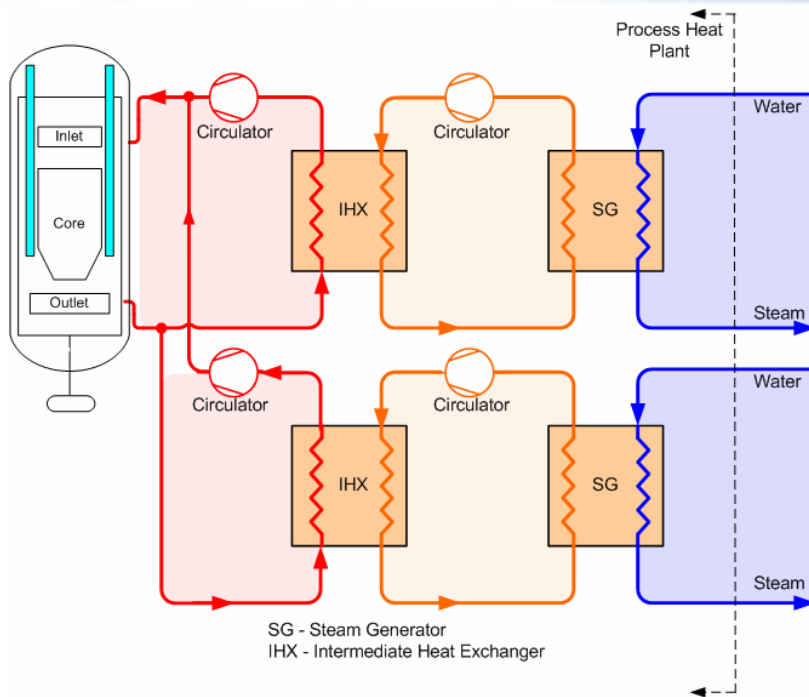 Process Heat
Plant
Inlet
Core
Outlet
Circulator
Circulator
IHX
SG
Water
Steam
Circulator
Circulator
IHX
SG
Water
Steam
SG - Steam Generator
IHX - Intermediate Heat Exchanger